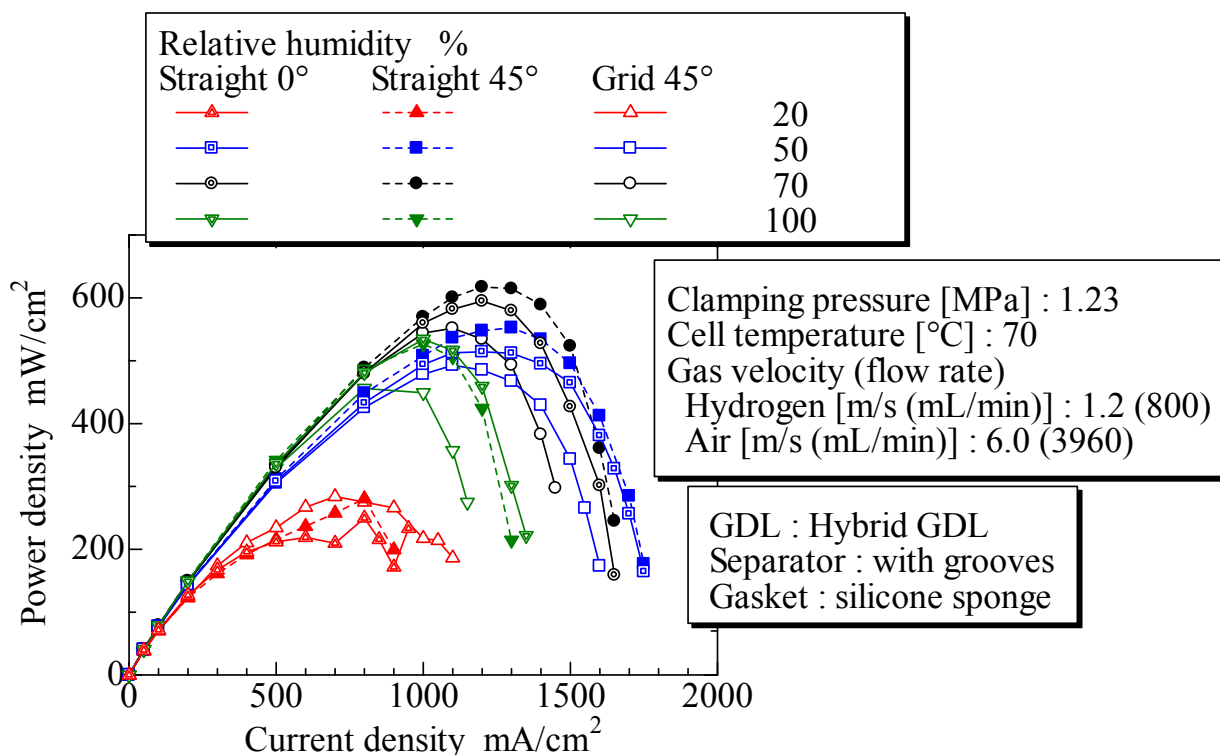 Relative humidity %
Straight 0° Straight 45° Grid 45°
20
50
70
100
Clamping pressure [MPa] : 1.23
Cell temperature [°C] : 70
Gas velocity (flow rate)
Hydrogen [m/s (mL/min)] : 1.2 (800)
Air [m/s (mL/min)] : 6.0 (3960)
GDL : Hybrid GDL
Separator : with grooves
Gasket : silicone sponge
Power density mW/cm²
600
400
200
0
0 500 1000 1500 2000
Current density mA/cm²